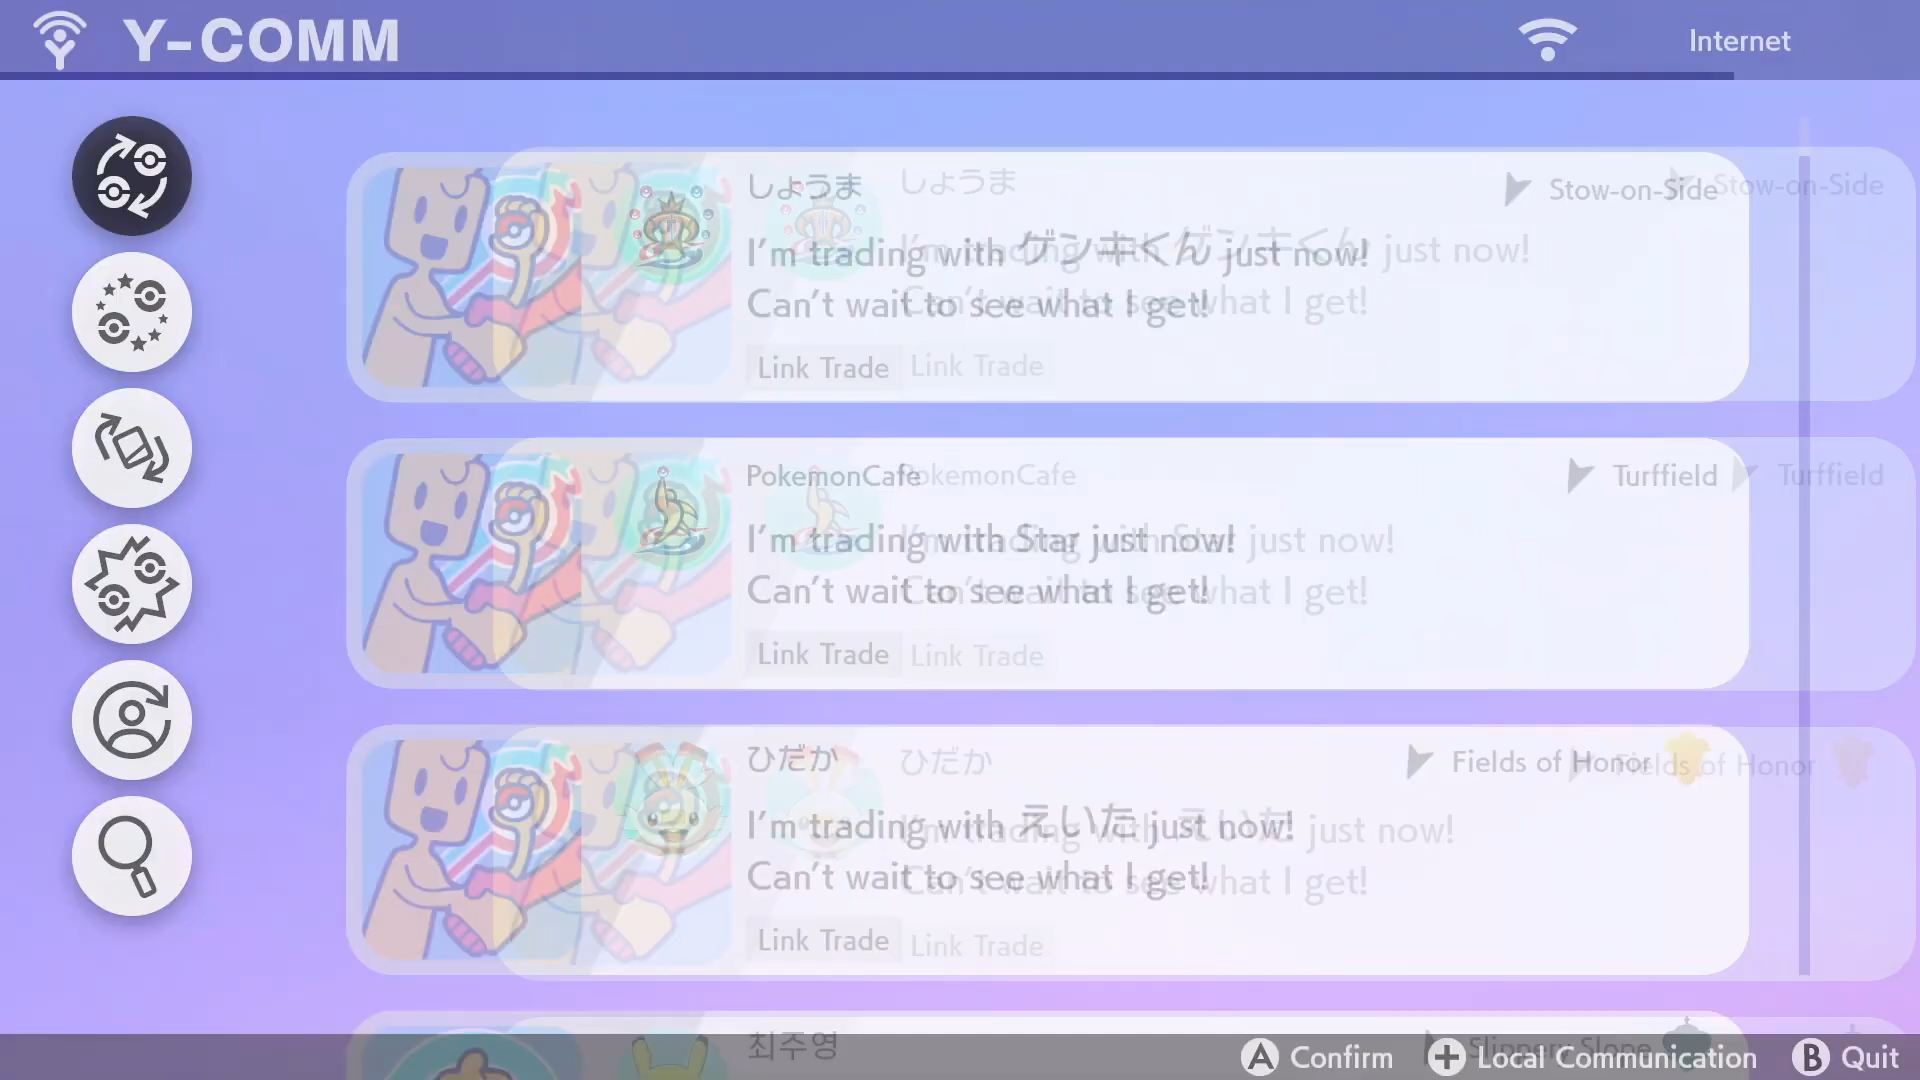 Y-COMM
Internet
しょうま
Stow-on-Side
I'm trading with ゲンキくん just now!
Can't wait to see what I get!
Link Trade
PokemonCafe
Turffield
I'm trading with Star just now!
Can't wait to see what I get!
Link Trade
ひだか
Fields of Honor
I'm trading with えいた just now!
Can't wait to see what I get!
Link Trade
최주영
Slippery Slope
A Confirm + Local Communication B Quit